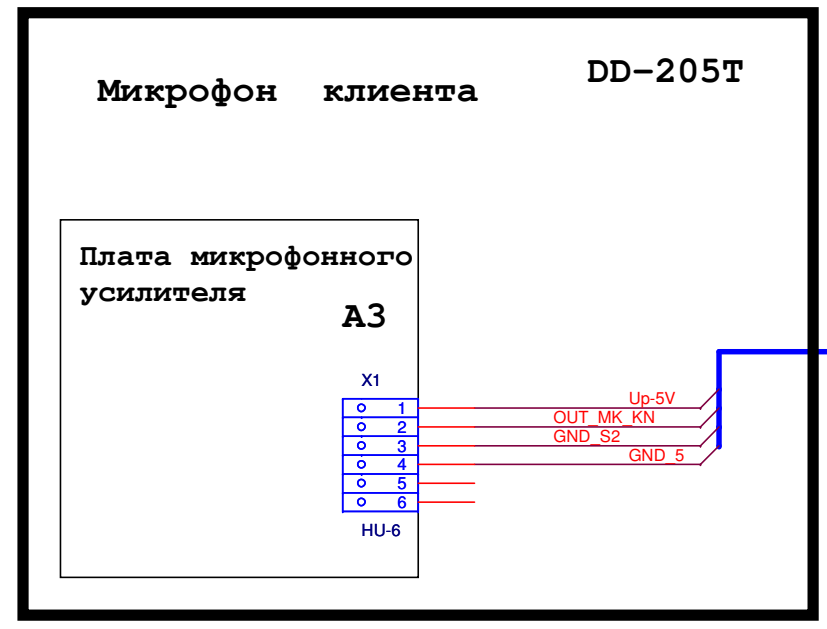 Микрофон клиента
DD-205T
Плата микрофонного
усилителя
А3
X1
1
2
3
4
5
6
HU-6
Up-5V
OUT_MK_KN
GND_S2
GND_5